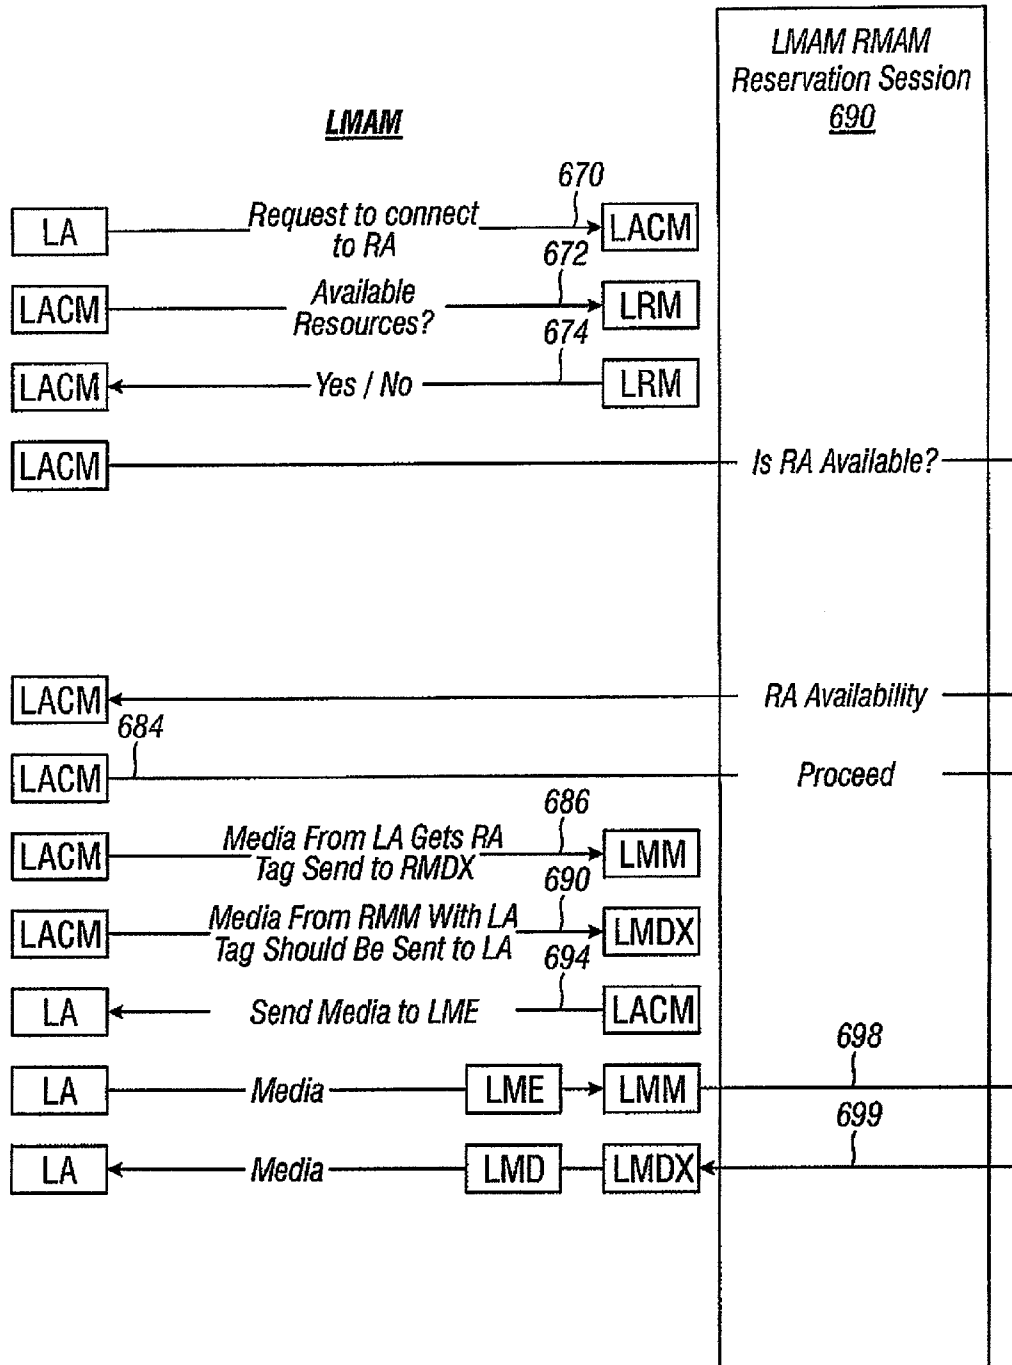 LMAM RMAM
Reservation Session
690
LMAM
670
LA
Request to connect
to RA
LACM
672
LACM
Available
Resources?
LRM
674
LACM
Yes / No
LRM
LACM
Is RA Available?
LACM
RA Availability
684
LACM
Proceed
686
LACM
Media From LA Gets RA
Tag Send to RMDX
LMM
690
LACM
Media From RMM With LA
Tag Should Be Sent to LA
LMDX
694
LA
Send Media to LME
LACM
698
LA
Media
LME
LMM
699
LA
Media
LMD
LMDX